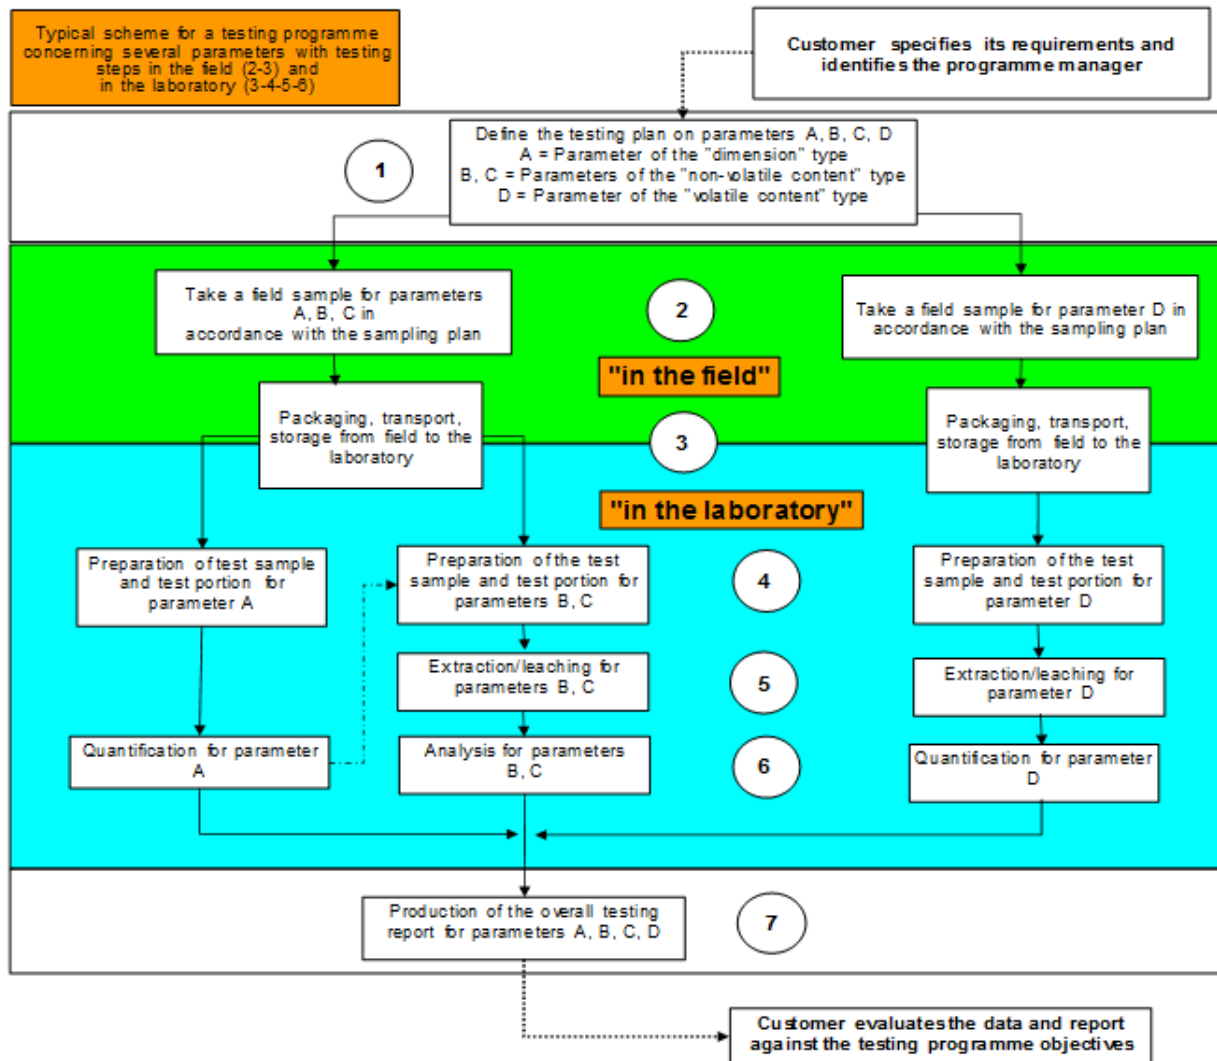 Typical scheme for a testing programme
concerning several parameters with testing
steps in the field (2-3) and
in the laboratory (3-4-5-6)
Customer specifies its requirements and
identifies the programme manager
1
Define the testing plan on parameters A, B, C, D
A = Parameter of the "dimension" type
B, C = Parameters of the "non-volatile content" type
D = Parameter of the "volatile content" type
Take a field sample for parameters
A, B, C in
accordance with the sampling plan
2
Take a field sample for parameter D in
accordance with the sampling plan
"in the field"
Packaging, transport,
storage from field to the
laboratory
3
Packaging, transport,
storage from field to the
laboratory
"in the laboratory"
Preparation of test sample
and test portion for
parameter A
Preparation of the test
sample and test portion for
parameters B, C
4
Preparation of the test
sample and test portion for
parameter D
Extraction/leaching for
parameters B, C
5
Extraction/leaching for
parameter D
Quantification for parameter
A
Analysis for parameters
B, C
6
Quantification for parameter
D
Production of the overall testing
report for parameters A, B, C, D
7
Customer evaluates the data and report
against the testing programme objectives